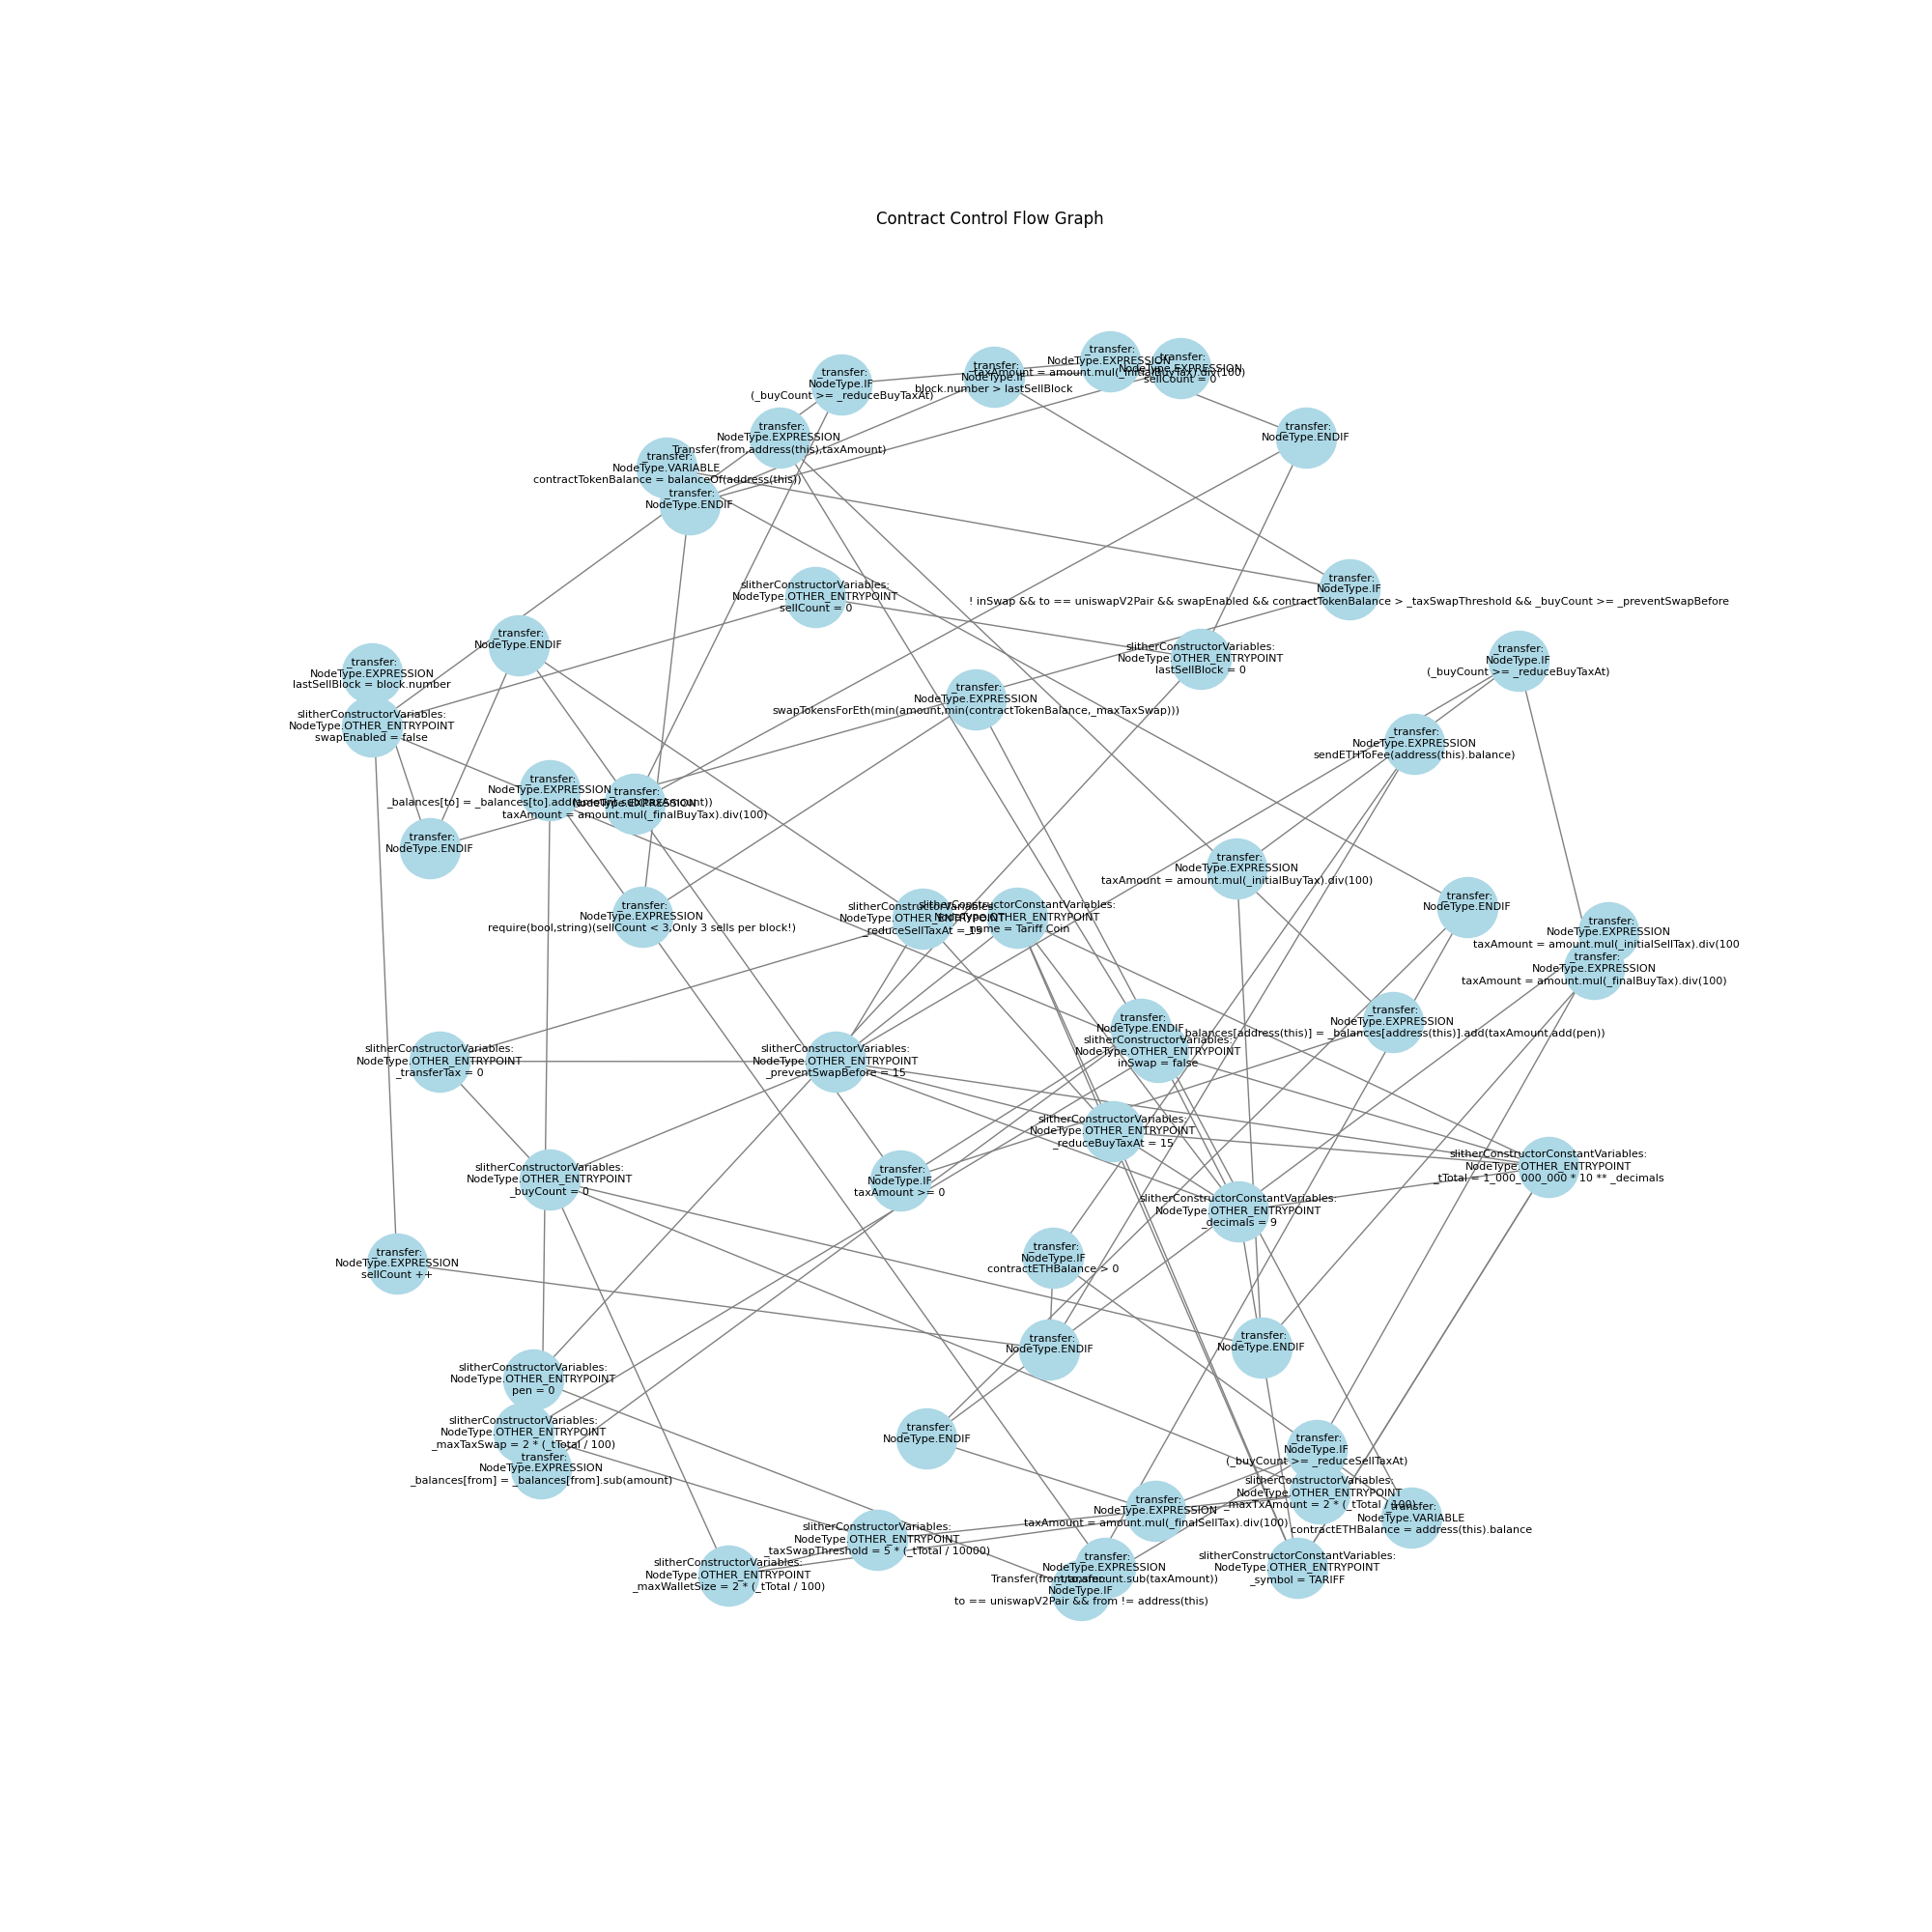 Contract Control Flow Graph
_transfer:
NodeType.EXPRESSION
_taxAmount = amount.mul(_initialBuyTax).div(100)
_transfer:
NodeType.EXPRESSION
sellCount = 0
_transfer:
NodeType.IF
block.number > lastSellBlock
_transfer:
NodeType.IF
(_buyCount >= _reduceBuyTaxAt)
_transfer:
NodeType.EXPRESSION
Transfer(from,address(this),taxAmount)
_transfer:
NodeType.ENDIF
_transfer:
NodeType.VARIABLE
contractTokenBalance = balanceOf(address(this))
_transfer:
NodeType.ENDIF
slitherConstructorVariables:
NodeType.OTHER_ENTRYPOINT
sellCount = 0
_transfer:
NodeType.IF
! inSwap && to == uniswapV2Pair && swapEnabled && contractTokenBalance > _taxSwapThreshold && _buyCount >= _preventSwapBefore
_transfer:
NodeType.ENDIF
slitherConstructorVariables:
NodeType.OTHER_ENTRYPOINT
lastSellBlock = 0
_transfer:
NodeType.IF
(_buyCount >= _reduceBuyTaxAt)
_transfer:
NodeType.EXPRESSION
lastSellBlock = block.number
_transfer:
NodeType.EXPRESSION
swapTokensForEth(min(amount,min(contractTokenBalance,_maxTaxSwap)))
slitherConstructorVariables:
NodeType.OTHER_ENTRYPOINT
swapEnabled = false
_transfer:
NodeType.EXPRESSION
sendETHToFee(address(this).balance)
_transfer:
NodeType.EXPRESSION
_balances[to] = _balances[to].add(amount.sub(taxAmount))
_transfer:
NodeType.EXPRESSION
taxAmount = amount.mul(_finalBuyTax).div(100)
_transfer:
NodeType.ENDIF
_transfer:
NodeType.EXPRESSION
taxAmount = amount.mul(_initialBuyTax).div(100)
_transfer:
NodeType.ENDIF
_transfer:
NodeType.EXPRESSION
require(bool,string)(sellCount < 3,Only 3 sells per block!)
slitherConstructorVariables:
NodeType.OTHER_ENTRYPOINT
_reduceSellTaxAt = 15
slitherConstructorConstantVariables:
NodeType.OTHER_ENTRYPOINT
_name = Tariff Coin
_transfer:
NodeType.EXPRESSION
taxAmount = amount.mul(_initialSellTax).div(100
_transfer:
NodeType.EXPRESSION
taxAmount = amount.mul(_finalBuyTax).div(100)
_transfer:
NodeType.EXPRESSION
_balances[address(this)] = _balances[address(this)].add(taxAmount.add(pen))
_transfer:
NodeType.ENDIF
slitherConstructorVariables:
NodeType.OTHER_ENTRYPOINT
inSwap = false
slitherConstructorVariables:
NodeType.OTHER_ENTRYPOINT
_transferTax = 0
slitherConstructorVariables:
NodeType.OTHER_ENTRYPOINT
_preventSwapBefore = 15
slitherConstructorVariables:
NodeType.OTHER_ENTRYPOINT
_reduceBuyTaxAt = 15
slitherConstructorConstantVariables:
NodeType.OTHER_ENTRYPOINT
_tTotal = 1_000_000_000 * 10 ** _decimals
slitherConstructorVariables:
NodeType.OTHER_ENTRYPOINT
_buyCount = 0
_transfer:
NodeType.IF
taxAmount >= 0
slitherConstructorConstantVariables:
NodeType.OTHER_ENTRYPOINT
_decimals = 9
_transfer:
NodeType.EXPRESSION
sellCount ++
_transfer:
NodeType.IF
contractETHBalance > 0
_transfer:
NodeType.ENDIF
_transfer:
NodeType.ENDIF
slitherConstructorVariables:
NodeType.OTHER_ENTRYPOINT
pen = 0
slitherConstructorVariables:
NodeType.OTHER_ENTRYPOINT
_maxTaxSwap = 2 * (_tTotal / 100)
_transfer:
NodeType.EXPRESSION
_balances[from] = _balances[from].sub(amount)
_transfer:
NodeType.ENDIF
_transfer:
NodeType.IF
(_buyCount >= _reduceSellTaxAt)
slitherConstructorVariables:
NodeType.OTHER_ENTRYPOINT
_maxTxAmount = 2 * (_tTotal / 100)
_transfer:
NodeType.VARIABLE
contractETHBalance = address(this).balance
_transfer:
NodeType.EXPRESSION
taxAmount = amount.mul(_finalSellTax).div(100)
slitherConstructorVariables:
NodeType.OTHER_ENTRYPOINT
_taxSwapThreshold = 5 * (_tTotal / 10000)
slitherConstructorVariables:
NodeType.OTHER_ENTRYPOINT
_maxWalletSize = 2 * (_tTotal / 100)
_transfer:
NodeType.EXPRESSION
Transfer(from,to,amount.sub(taxAmount))
_transfer:
NodeType.IF
to == uniswapV2Pair && from != address(this)
slitherConstructorConstantVariables:
NodeType.OTHER_ENTRYPOINT
_symbol = TARIFF